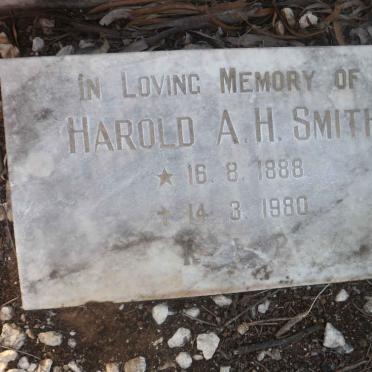 In Loving Memory of
Harold A. H. Smith
★ 16. 8. 1888
✝ 14. 3. 1980
R. I. P.